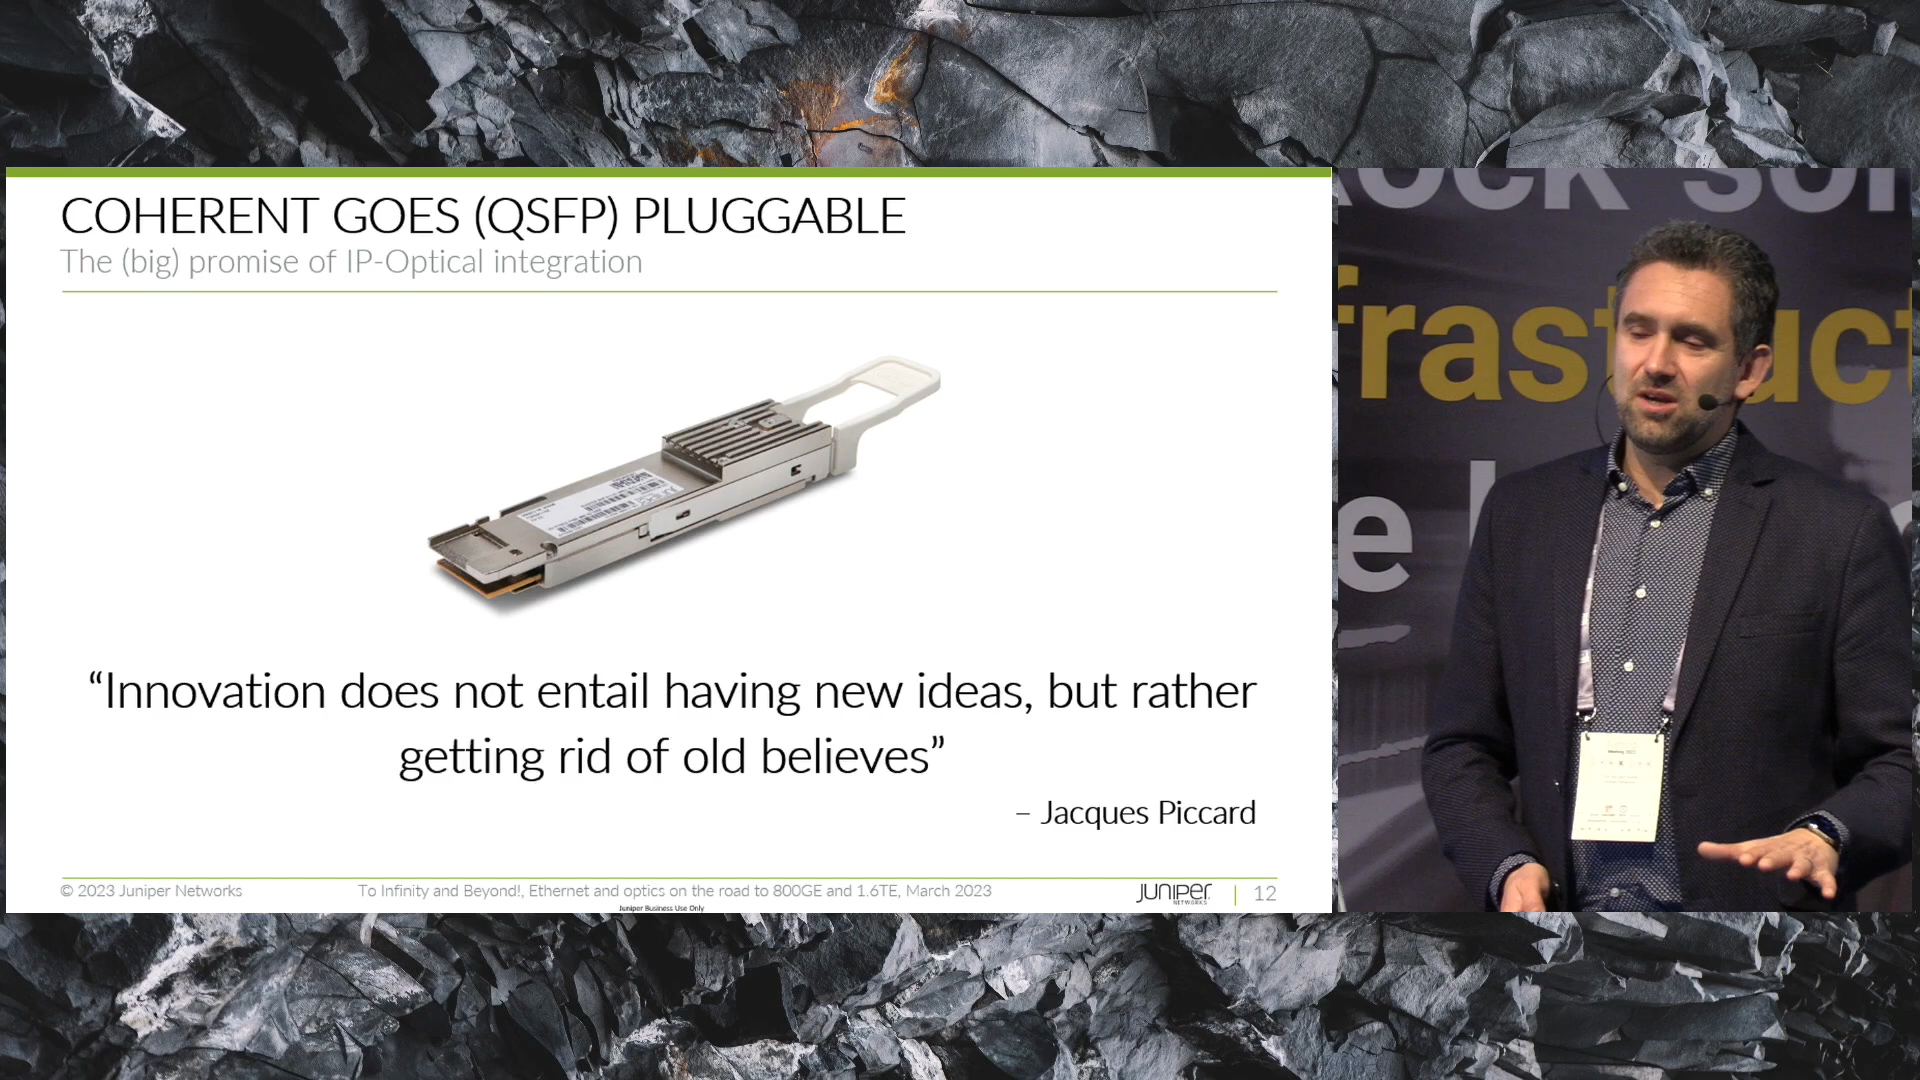 COHERENT GOES (QSFP) PLUGGABLE
The (big) promise of IP-Optical integration
“Innovation does not entail having new ideas, but rather
getting rid of old believes”
– Jacques Piccard
© 2023 Juniper Networks
To Infinity and Beyond!, Ethernet and optics on the road to 800GE and 1.6TE, March 2023
Juniper Business Use Only
JUNIPER
NETWORKS
12